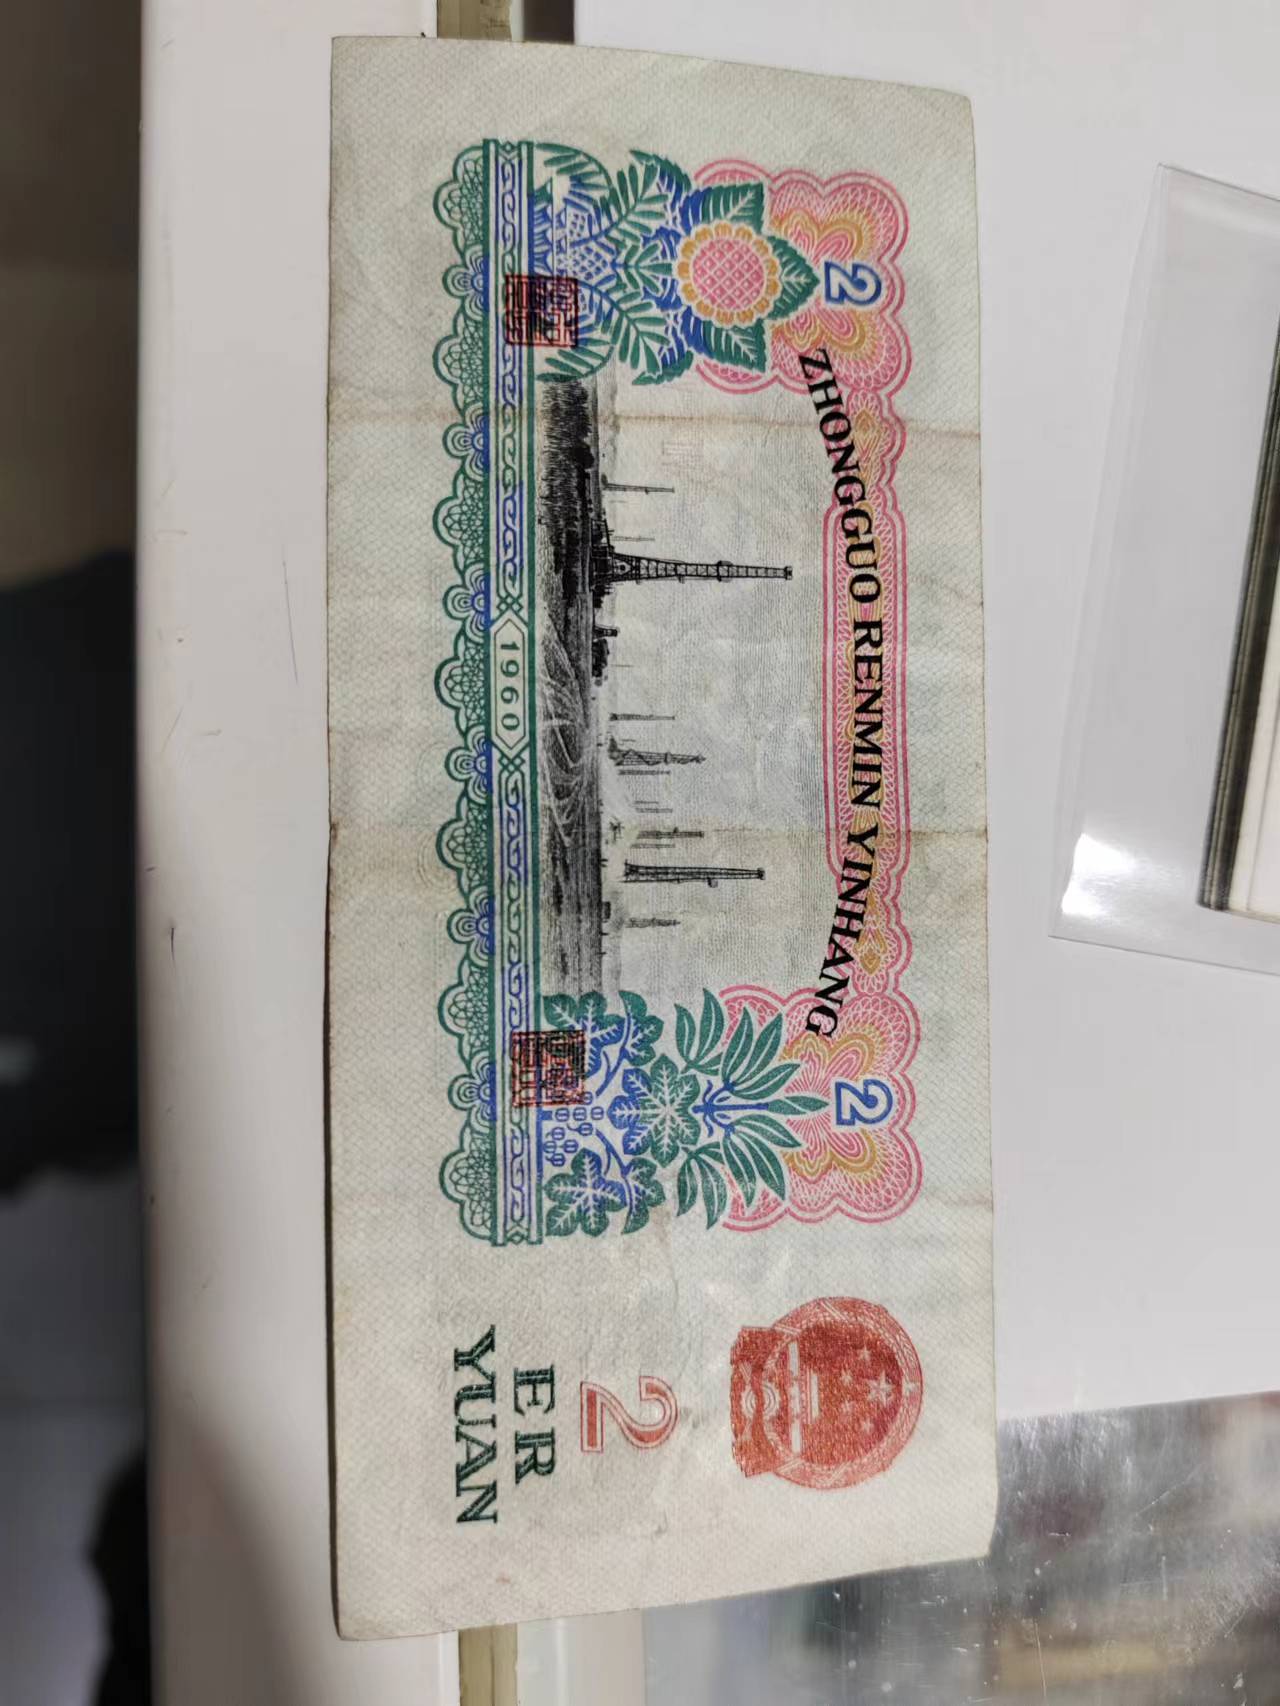 ZHONGGUO RENMIN YINHANG
2
2
1960
2
ER
YUAN